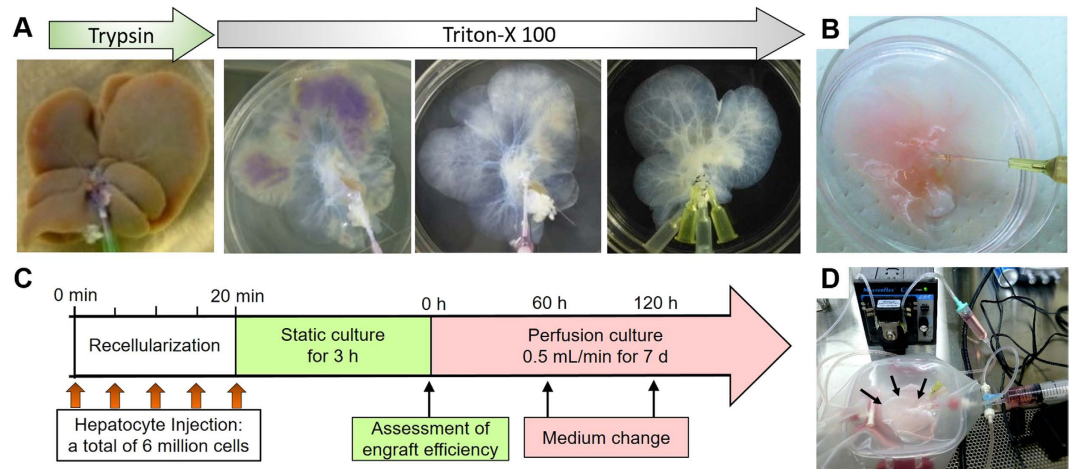 A
Trypsin
Triton-X 100
B
C
0 min
20 min
0 h
60 h
120 h
Recellularization
Static culture
for 3 h
Perfusion culture
0.5 mL/min for 7 d
Hepatocyte Injection:
a total of 6 million cells
Assessment of
engraft efficiency
Medium change
D